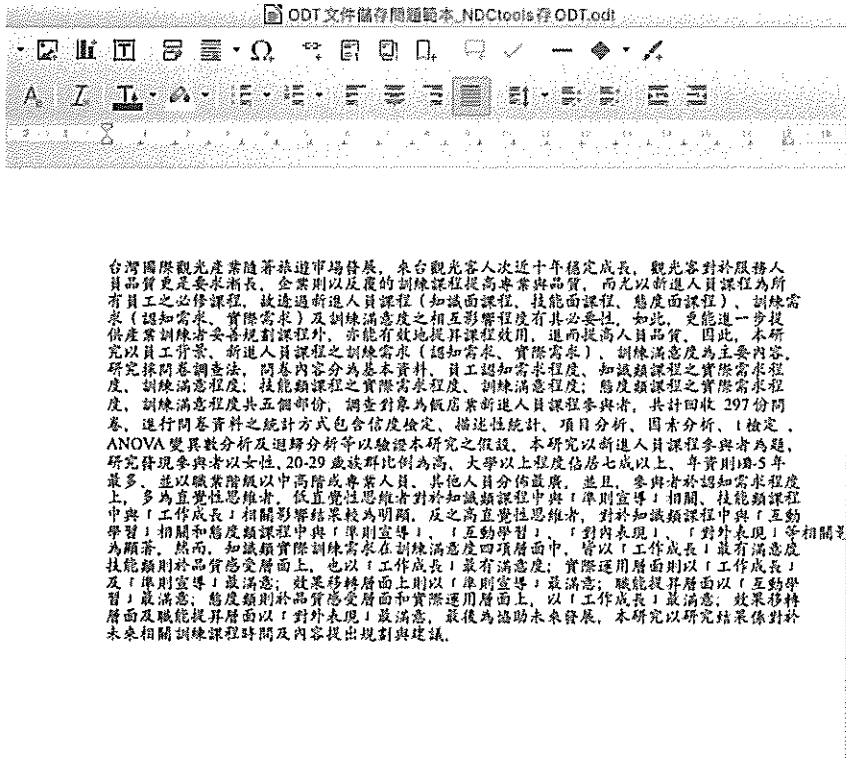 ODT文件儲存問題範本_NDCtools存ODT.odt
台灣國際觀光產業隨著旅遊市場發展，來台觀光客人次近十年穩定成長，觀光客對於服務人
員品質更是要求漸長，企業則以反覆的訓練課程提高專業與品質，而尤以新進人員課程為所
有員工之必修課程，故透過新進人員課程（知識面課程、技能面課程、態度面課程）、訓練需
求（認知需求、實際需求）及訓練滿意度之相互影響程度有其必要性，如此，更能進一步提
供產業訓練者妥善規劃課程外，亦能有效地提昇課程效用，進而提高人員品質。因此，本研
究以員工背景、新進人員課程之訓練需求（認知需求、實際需求）、訓練滿意度為主要內容。
研究採問卷調查法，問卷內容分為基本資料、員工認知需求程度、知識類課程之實際需求程
度、訓練滿意程度；技能類課程之實際需求程度、訓練滿意程度；態度類課程之實際需求程
度、訓練滿意程度共五個部份；調查對象為飯店業新進人員課程參與者，共計回收 297份問
卷，進行問卷資料之統計方式包含信度檢定、描述性統計、項目分析、因素分析、t檢定 、
ANOVA 變異數分析及迴歸分析等以驗證本研究之假設。本研究以新進人員課程參與者為題，
研究發現參與者以女性、20-29 歲族群比例為高、大學以上程度佔居七成以上、年資則 -5 年
最多、並以職業階級以中高階或專業人員、其他人員分佈最廣，並且，參與者於認知需求程度
上，多為直覺性思維者，低直覺性思維者對於知識類課程中與「準則宣導」相關、技能類課程
中與「工作成長」相關影響結果較為明顯，反之高直覺性思維者，對於知識類課程中與「互動
學習」相關和態度類課程中與「準則宣導」、「互動學習」、「對內表現」、「對外表現」等相關影
為顯著。然而，知識類實際訓練需求在訓練滿意度四項層面中，皆以「工作成長」最有滿意度
技能類則於品質感受層面上，也以「工作成長」最有滿意度；實際運用層面則以「工作成長」
及「準則宣導」最滿意；效果移轉層面上則以「準則宣導」最滿意；職能提昇層面以「互動學
習」最滿意；態度類則於品質感受層面和實際運用層面上，以「工作成長」最滿意；效果移轉
層面及職能提昇層面以「對外表現」最滿意，最後為協助未來發展，本研究以研究結果係對於
未來相關訓練課程時間及內容提出規劃與建議。